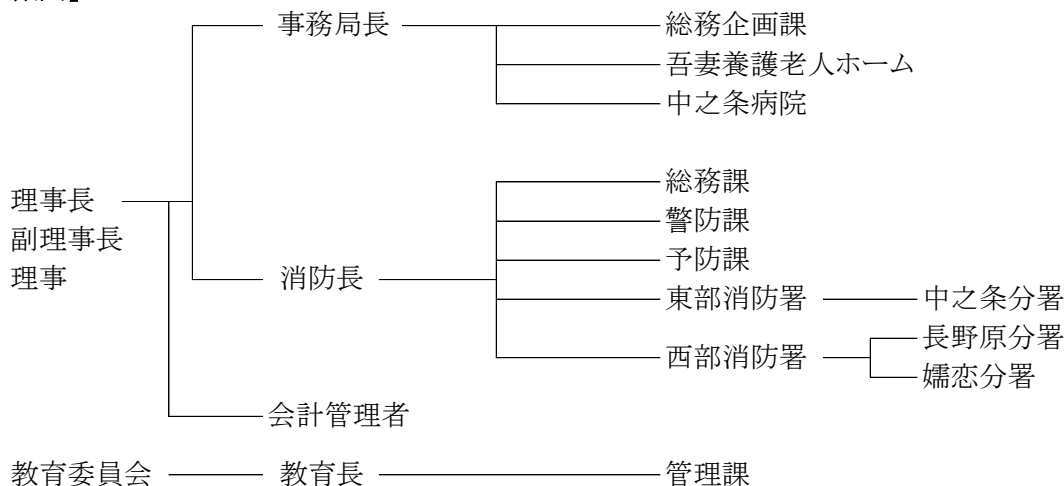 事務局長
総務企画課
吾妻養護老人ホーム
中之条病院
理事長
副理事長
理事
消防長
総務課
警防課
予防課
東部消防署
中之条分署
西部消防署
長野原分署
嬬恋分署
会計管理者
教育委員会
教育長
管理課